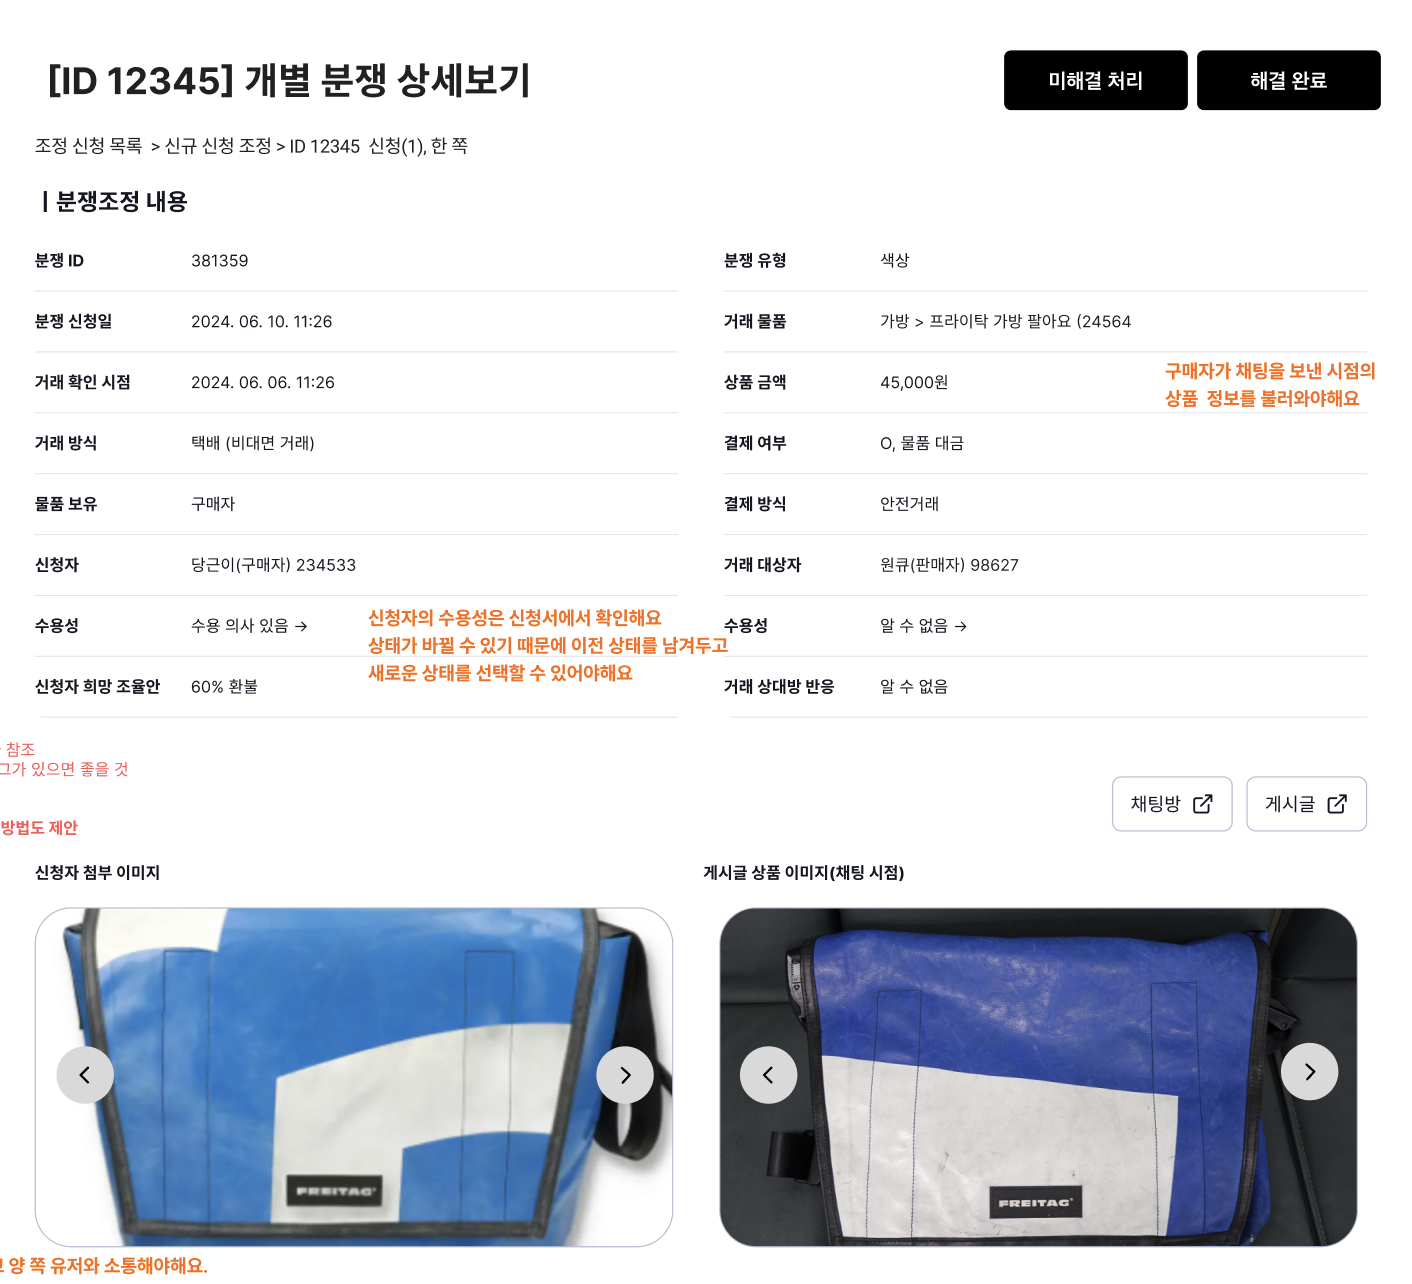 [ID 12345] 개별 분쟁 상세보기
미해결 처리
해결 완료
조정 신청 목록 > 신규 신청 조정 > ID 12345 신청(1), 한 쪽
| 분쟁조정 내용
분쟁 ID 381359
분쟁 유형 색상
분쟁 신청일 2024. 06. 10. 11:26
거래 물품 가방 > 프라이탁 가방 팔아요 (24564
거래 확인 시점 2024. 06. 06. 11:26
상품 금액 45,000원
구매자가 채팅을 보낸 시점의
상품 정보를 불러와야해요
거래 방식 택배 (비대면 거래)
결제 여부 O, 물품 대금
물품 보유 구매자
결제 방식 안전거래
신청자 당근이(구매자) 234533
거래 대상자 원큐(판매자) 98627
수용성 수용 의사 있음 →
신청자의 수용성은 신청서에서 확인해요
상태가 바뀔 수 있기 때문에 이전 상태를 남겨두고
새로운 상태를 선택할 수 있어야해요
수용성 알 수 없음 →
신청자 희망 조율안 60% 환불
거래 상대방 반응 알 수 없음
참조
그가 있으면 좋을 것
방법도 제안
채팅방
게시글
신청자 첨부 이미지
게시글 상품 이미지(채팅 시점)
FREITAG
FREITAG
양 쪽 유저와 소통해야해요.